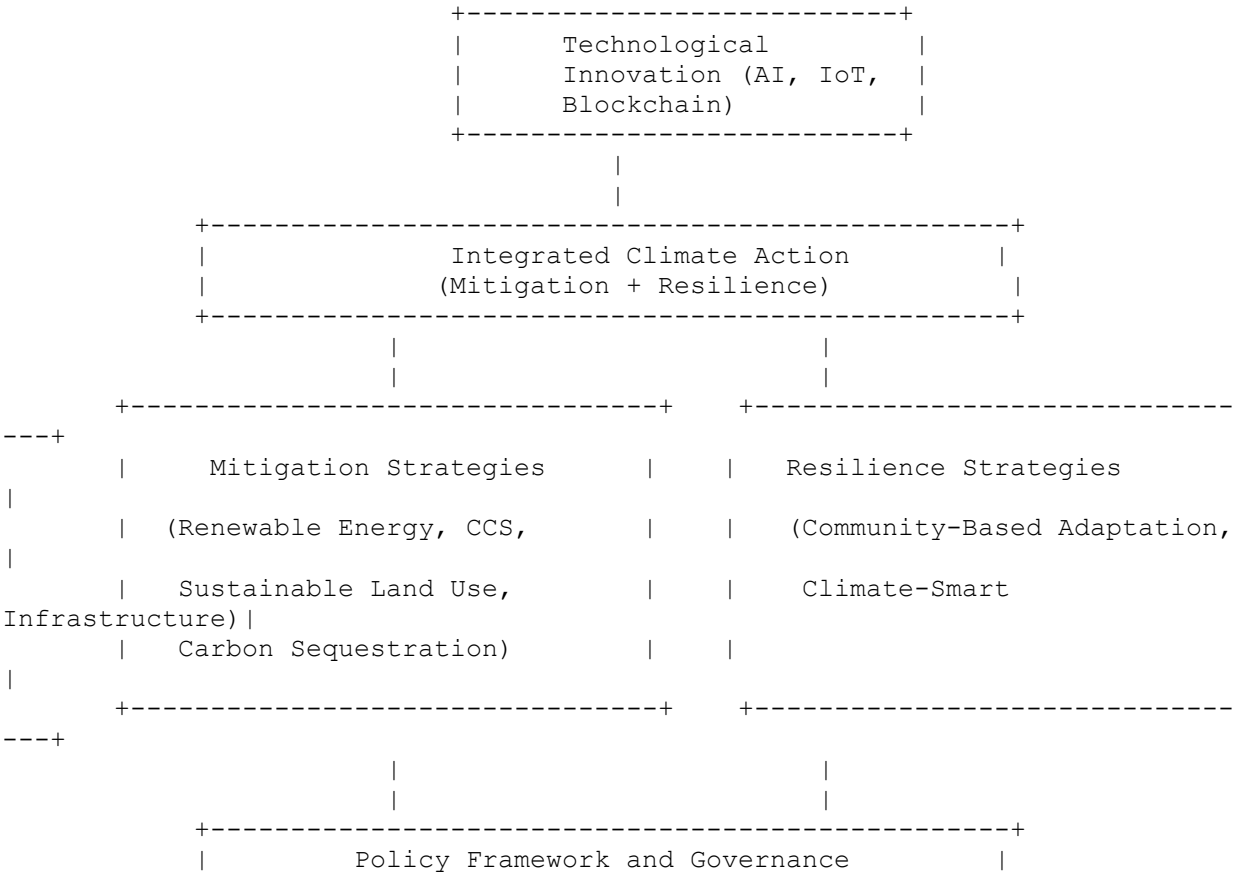 Technological
Innovation (AI, IoT,
Blockchain)
Integrated Climate Action
(Mitigation + Resilience)
Mitigation Strategies
(Renewable Energy, CCS,
Sustainable Land Use,
Carbon Sequestration)
Resilience Strategies
(Community-Based Adaptation,
Climate-Smart
Infrastructure)
Policy Framework and Governance